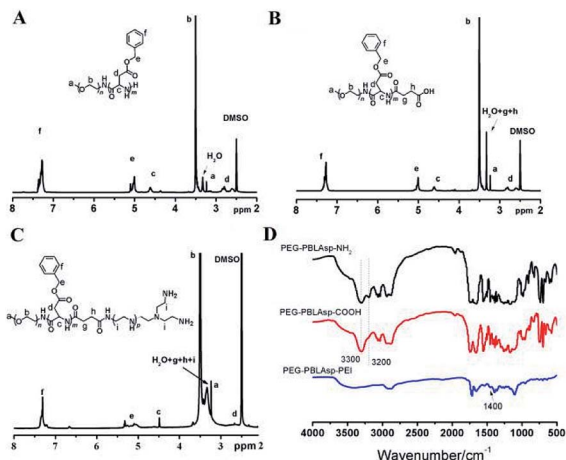 A
b
f
e
d
c
a
b
n
m
O
NH
H
DMSO
f
e
c
H2O
a
d
8
7
6
5
4
3
ppm 2
B
b
f
e
d
c
a
b
n
m
g
h
OH
H2O+g+h
DMSO
f
e
c
a
d
8
7
6
5
4
3
ppm 2
C
b
DMSO
f
e
d
c
a
b
n
m
g
h
i
p
NH2
NH2
H2O+g+h+i
f
e
c
a
d
8
7
6
5
4
3
ppm 2
D
PEG-PBLAsp-NH2
PEG-PBLAsp-COOH
3300
3200
PEG-PBLAsp-PEI
1400
4000 3500 3000 2500 2000 1500 1000 500
Wavenumber/cm-1